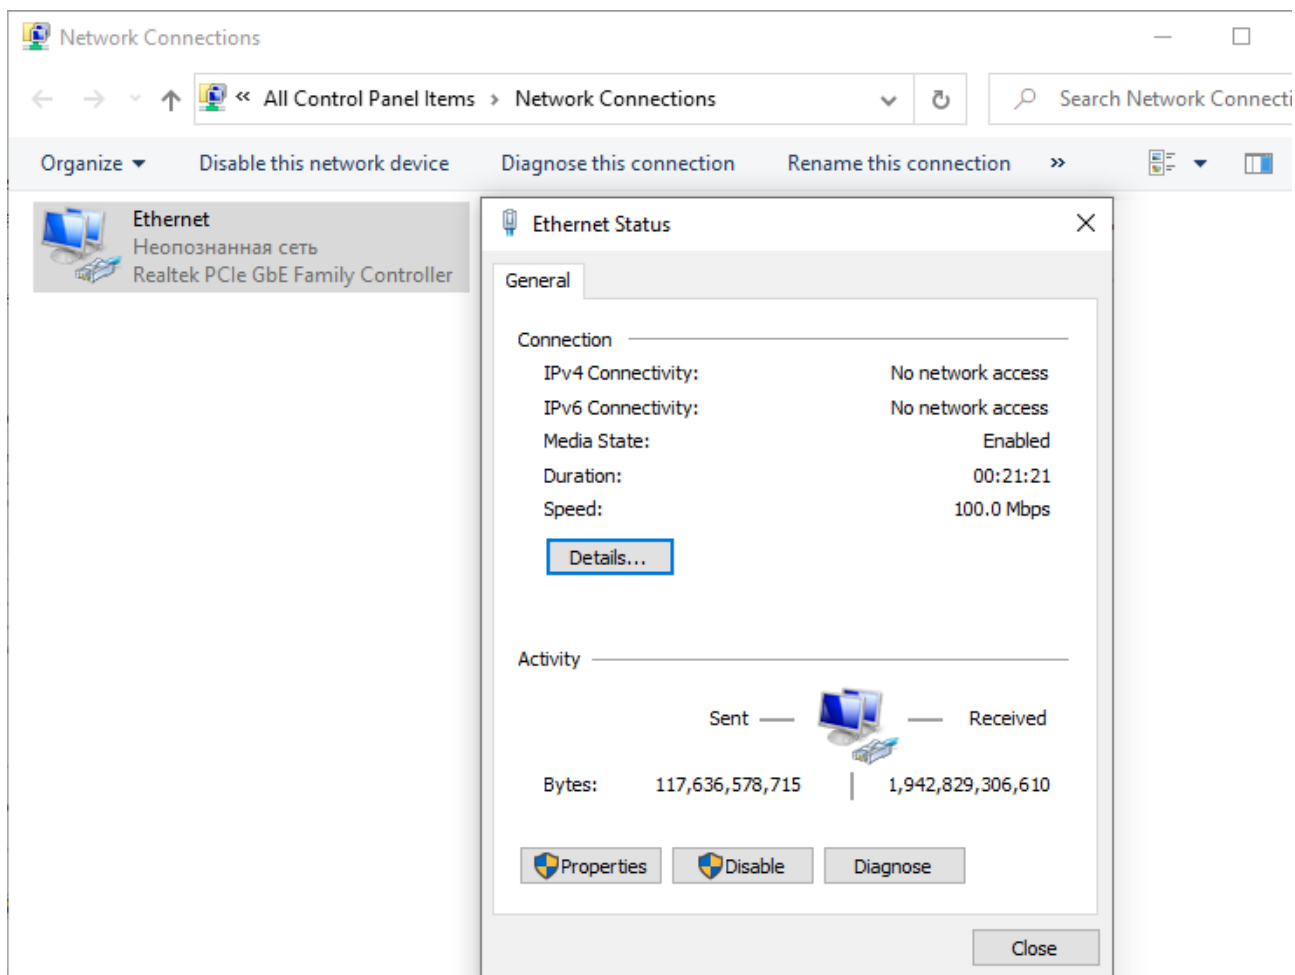 Network Connections
« All Control Panel Items › Network Connections
Search Network Connecti
Organize Disable this network device Diagnose this connection Rename this connection »
Ethernet
Неопознанная сеть
Realtek PCIe GbE Family Controller
Ethernet Status
General
Connection
IPv4 Connectivity: No network access
IPv6 Connectivity: No network access
Media State: Enabled
Duration: 00:21:21
Speed: 100.0 Mbps
Details...
Activity
Sent Received
Bytes: 117,636,578,715 1,942,829,306,610
Properties Disable Diagnose
Close